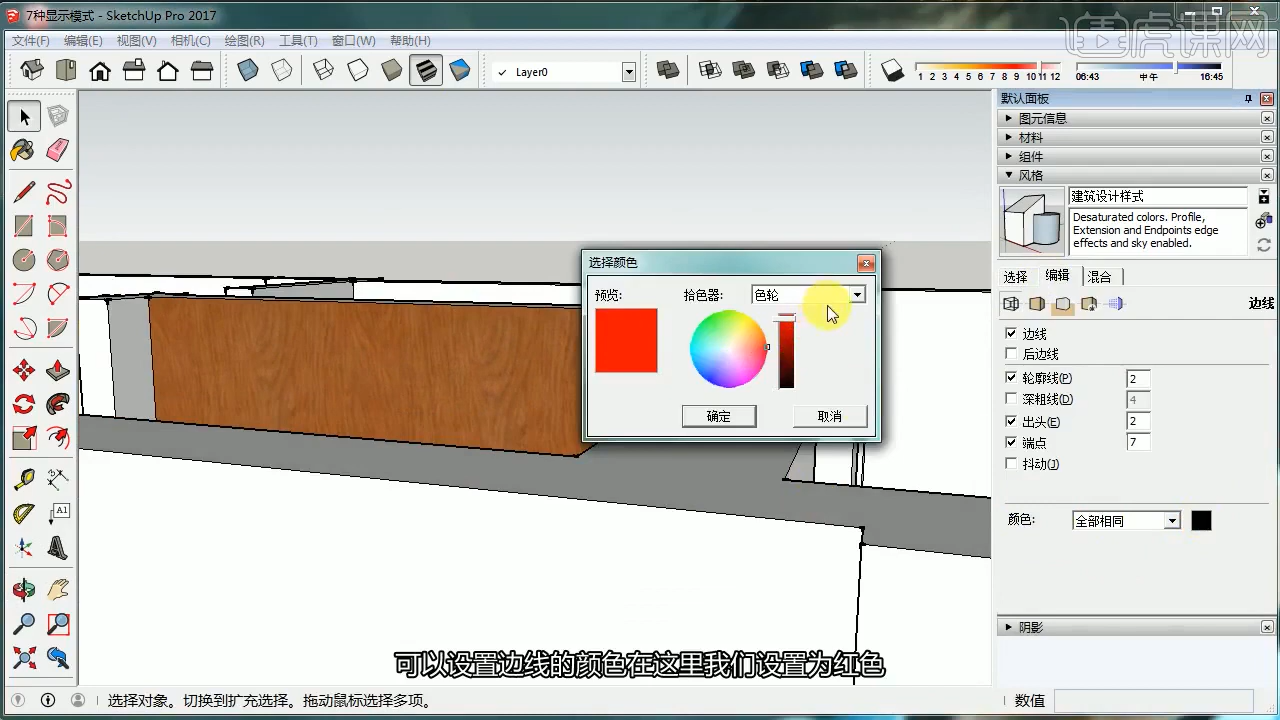 7种显示模式 - SketchUp Pro 2017
虎课网
文件(F) 编辑(E) 视图(V) 相机(C) 绘图(R) 工具(T) 窗口(W) 帮助(H)
Layer0
1 2 3 4 5 6 7 8 9 10 11 12
06:43 中午 16:45
默认面板
图元信息
材料
组件
风格
建筑设计样式
Desaturated colors. Profile,
Extension and Endpoints edge
effects and sky enabled.
选择 编辑 混合
边线
边线
后边线
轮廓线(P) 2
深粗线(D) 4
出头(E) 2
端点 7
抖动(J)
颜色: 全部相同
阴影
选择颜色
预览: 拾色器: 色轮
确定 取消
A1
可以设置边线的颜色在这里我们设置为红色
选择对象。切换到扩充选择。拖动鼠标选择多项。
数值